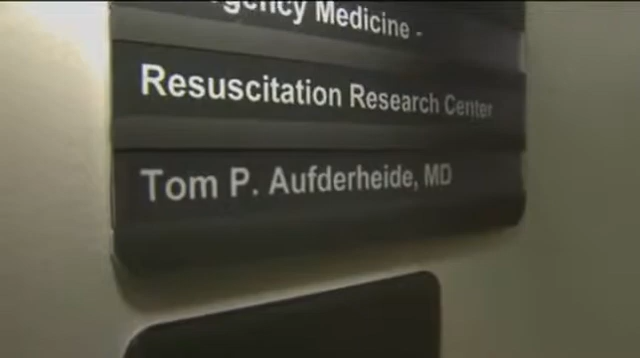 Medicine -
Resuscitation Research Center
Tom P. Aufderheide, MD